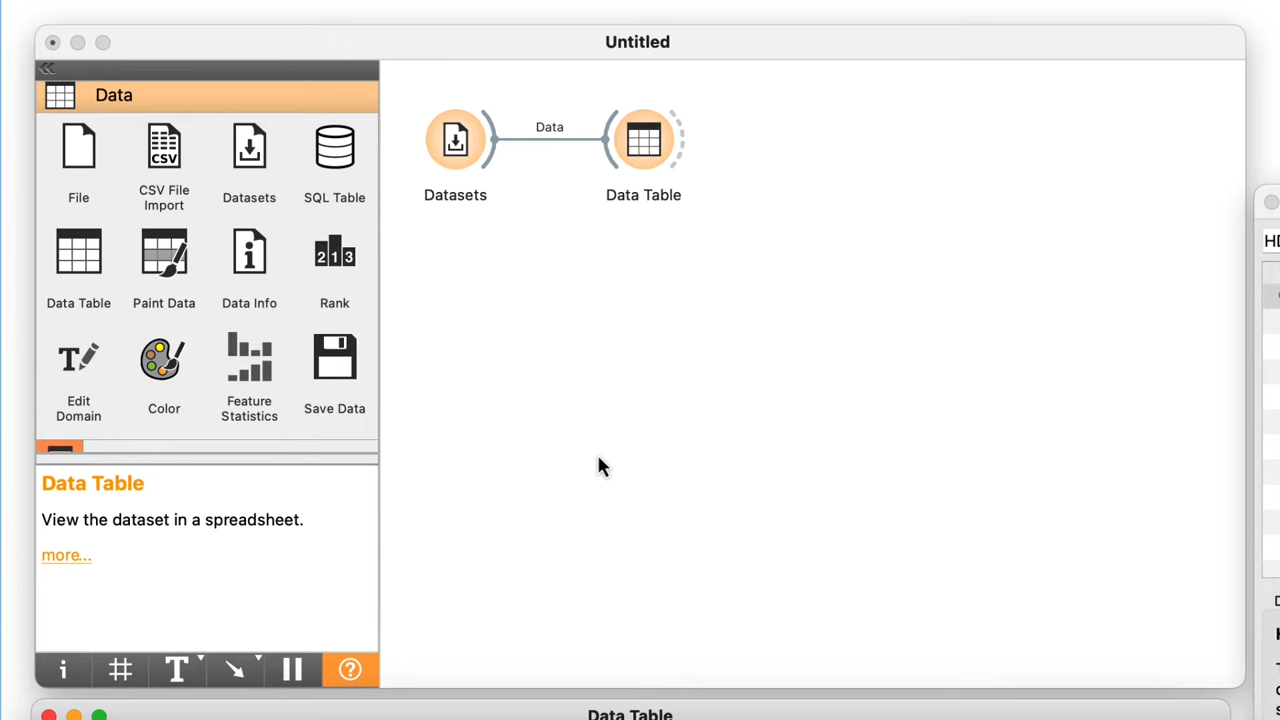 Untitled
Data
File
CSV File
Import
Datasets
SQL Table
CSV
Data Table
Paint Data
Data Info
Rank
2 1 3
Edit
Domain
Color
Feature
Statistics
Save Data
Data Table
View the dataset in a spreadsheet.
more...
Data
Datasets
Data Table
HD
Data Table